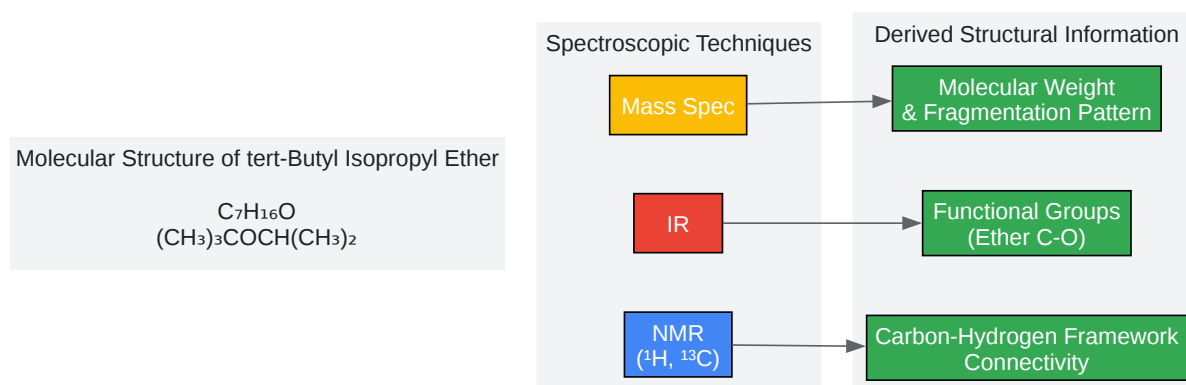 Molecular Structure of tert-Butyl Isopropyl Ether
C₇H₁₆O
(CH₃)₃COCH(CH₃)₂
Spectroscopic Techniques
Mass Spec
IR
NMR
(¹H, ¹³C)
Derived Structural Information
Molecular Weight
& Fragmentation Pattern
Functional Groups
(Ether C-O)
Carbon-Hydrogen Framework
Connectivity